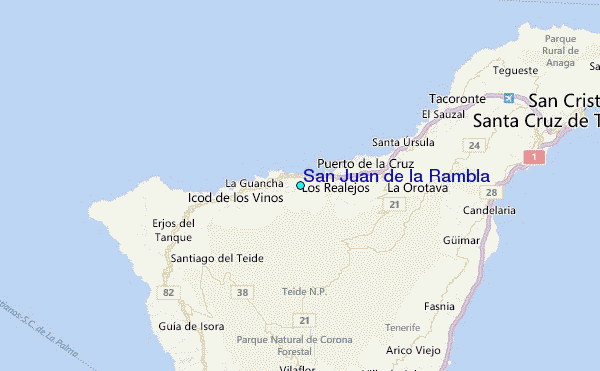 Parque
Rural de
Anaga
Tegueste
Sa
Tacoronte
San Crist
El Sauzal
Santa Cruz de T
Santa Úrsula
24
1
Puerto de la Cruz
San Juan de la Rambla
La Guancha
Los Realejos
La Orotava
28
Icod de los Vinos
21
Candelaria
Erjos del
Tanque
Güimar
Santiago del Teide
82
38
Teide N.P.
Fasnia
21
Guía de Isora
Tenerife
Parque Natural de Corona
Forestal
Arico Viejo
Vilaflor